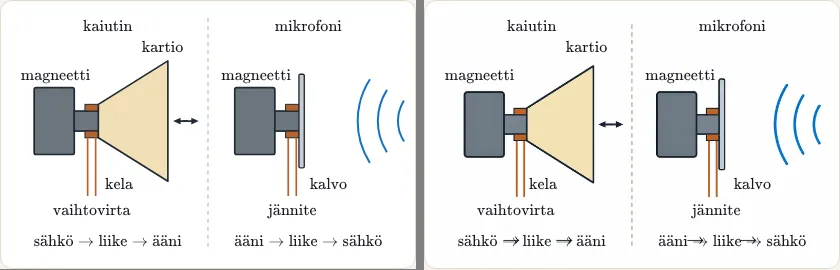 kaiutin
kartio
magneetti
kela
vaihtovirta
sähkö → liike → ääni
mikrofoni
magneetti
kalvo
jännite
ääni → liike → sähkö
kaiutin
kartio
magneetti
kela
vaihtovirta
sähkö → liike → ääni
mikrofoni
magneetti
kalvo
jännite
ääni → liike → sähkö